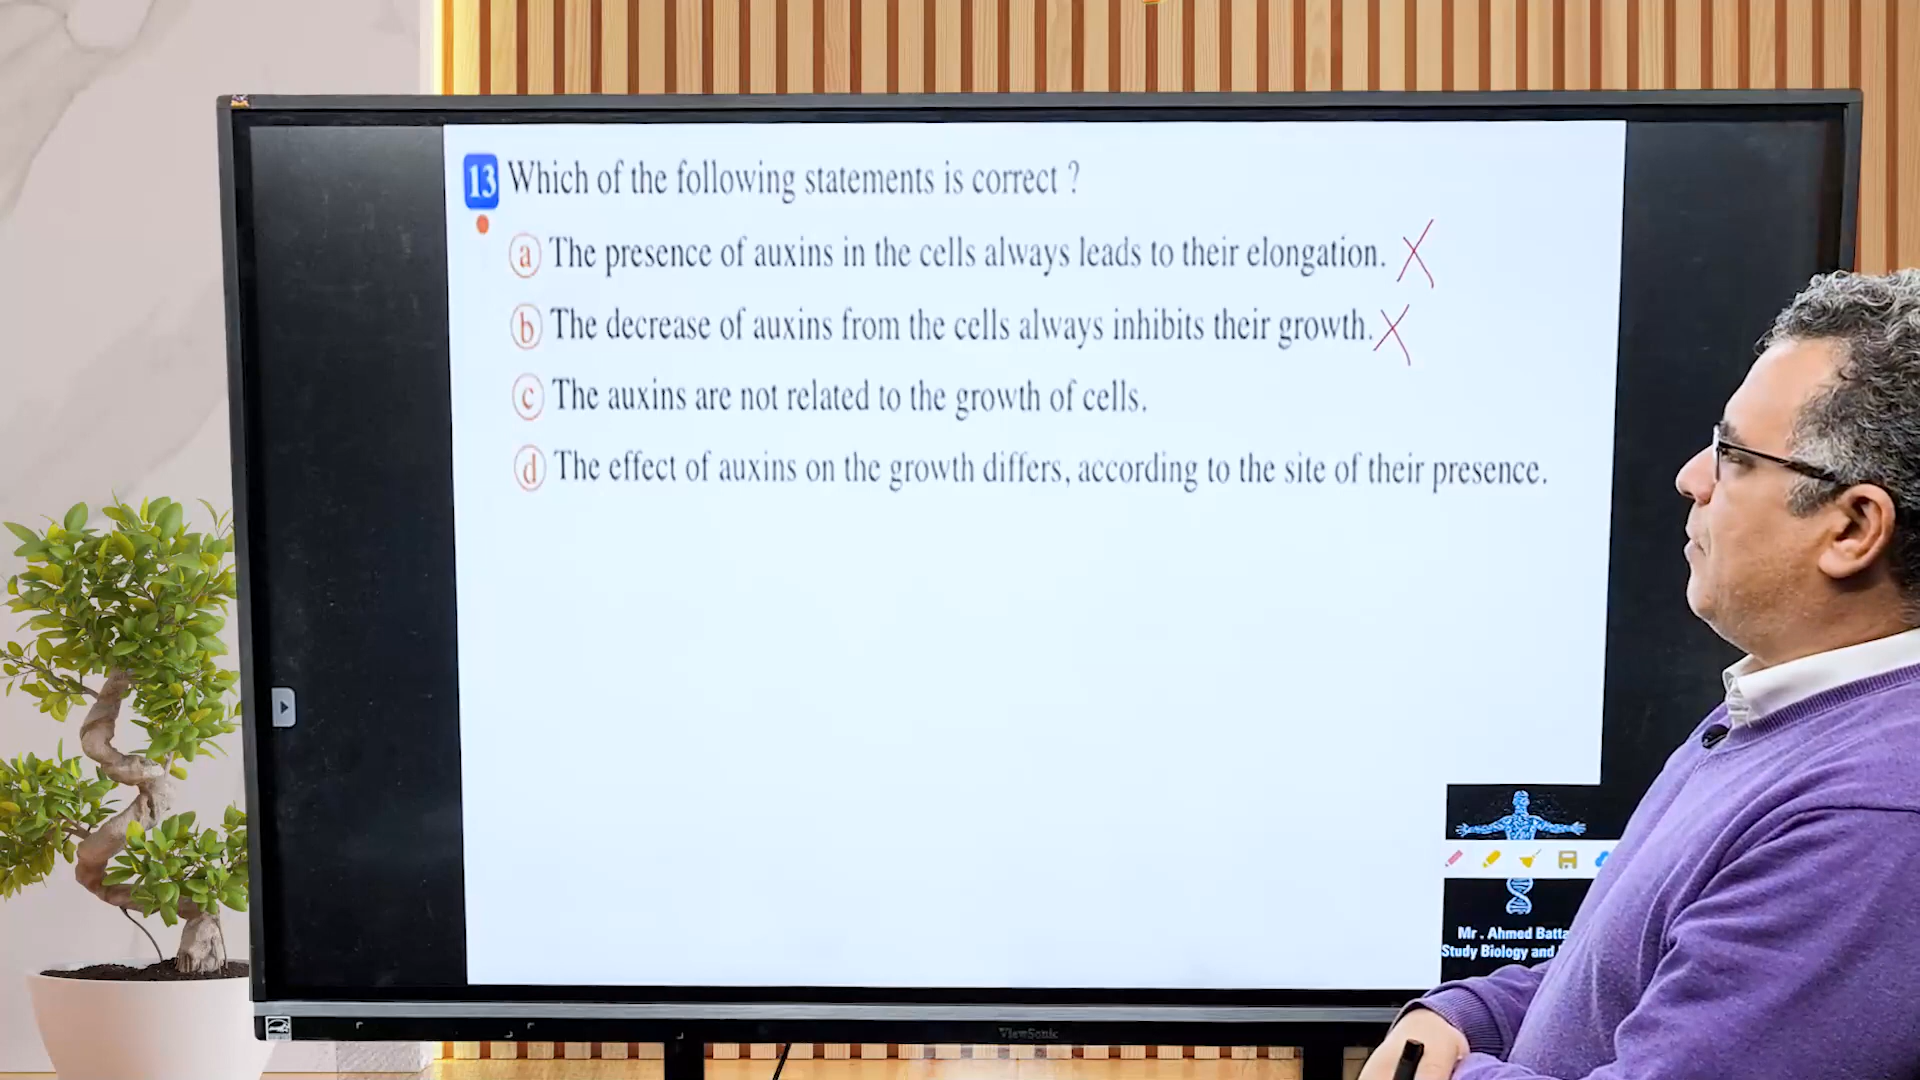 13 Which of the following statements is correct ?
a The presence of auxins in the cells always leads to their elongation.
b The decrease of auxins from the cells always inhibits their growth.
c The auxins are not related to the growth of cells.
d The effect of auxins on the growth differs, according to the site of their presence.
Mr . Ahmed
Study Biology and
ViewSonic